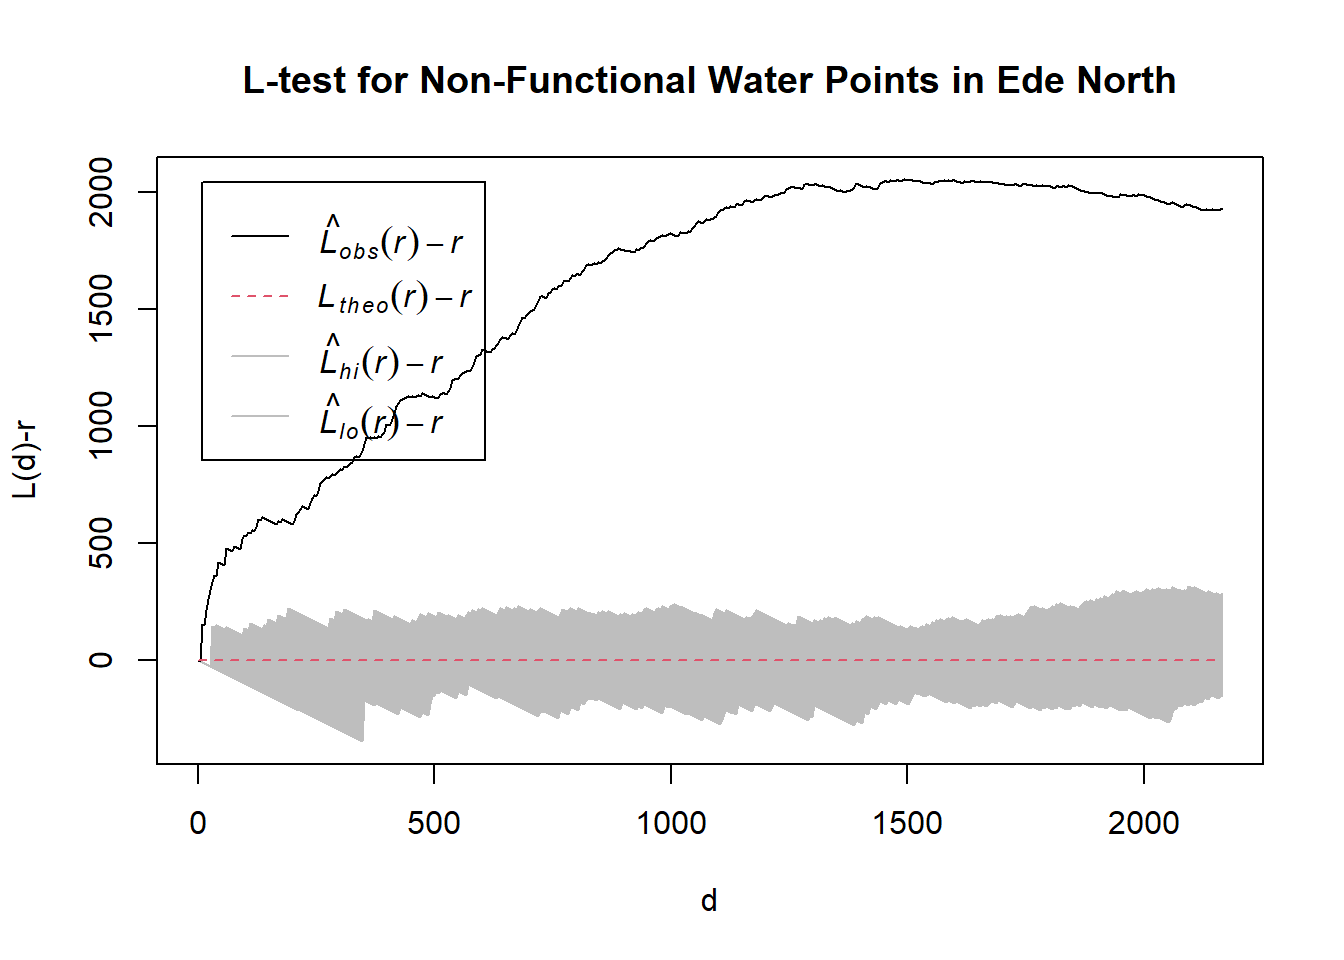 L-test for Non-Functional Water Points in Ede North
L̂obs(r) − r
Ltheo(r) − r
L̂hi(r) − r
L̂lo(r) − r
L(d)-r
2000
1500
1000
500
0
0 500 1000 1500 2000
d